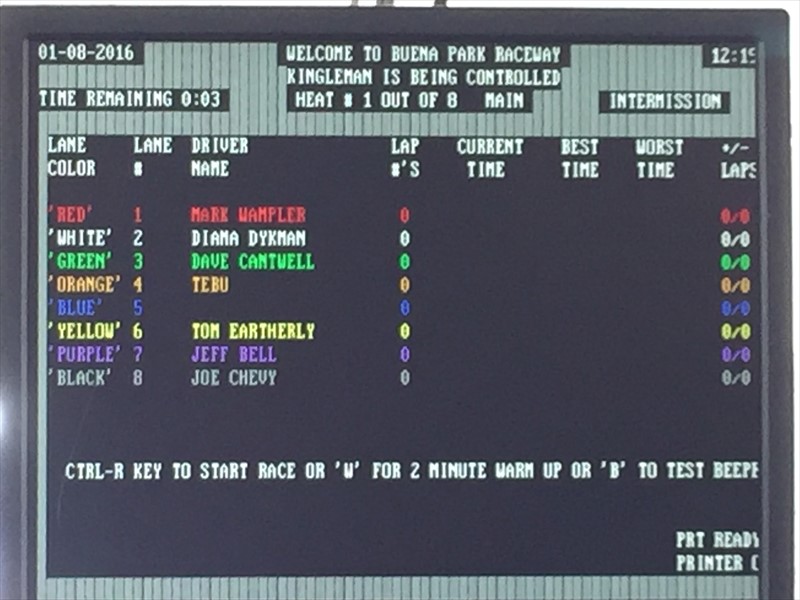 01-08-2016 WELCOME TO BUENA PARK RACEWAY 12:19
KINGLEMAN IS BEING CONTROLLED
TIME REMAINING 0:03 HEAT # 1 OUT OF 8 MAIN INTERMISSION
LANE LANE DRIVER LAP CURRENT BEST WORST +/-
COLOR # NAME #'S TIME TIME TIME LAPS
'RED' 1 MARK WAMPLER 0 0/0
'WHITE' 2 DIANA DYKMAN 0 0/0
'GREEN' 3 DAVE CANTWELL 0 0/0
'ORANGE' 4 TEBU 0 0/0
'BLUE' 5 0 0/0
'YELLOW' 6 TOM EARTHERLY 0 0/0
'PURPLE' 7 JEFF BELL 0 0/0
'BLACK' 8 JOE CHEVY 0 0/0
CTRL-R KEY TO START RACE OR 'W' FOR 2 MINUTE WARM UP OR 'B' TO TEST BEEPE
PRT READY
PRINTER